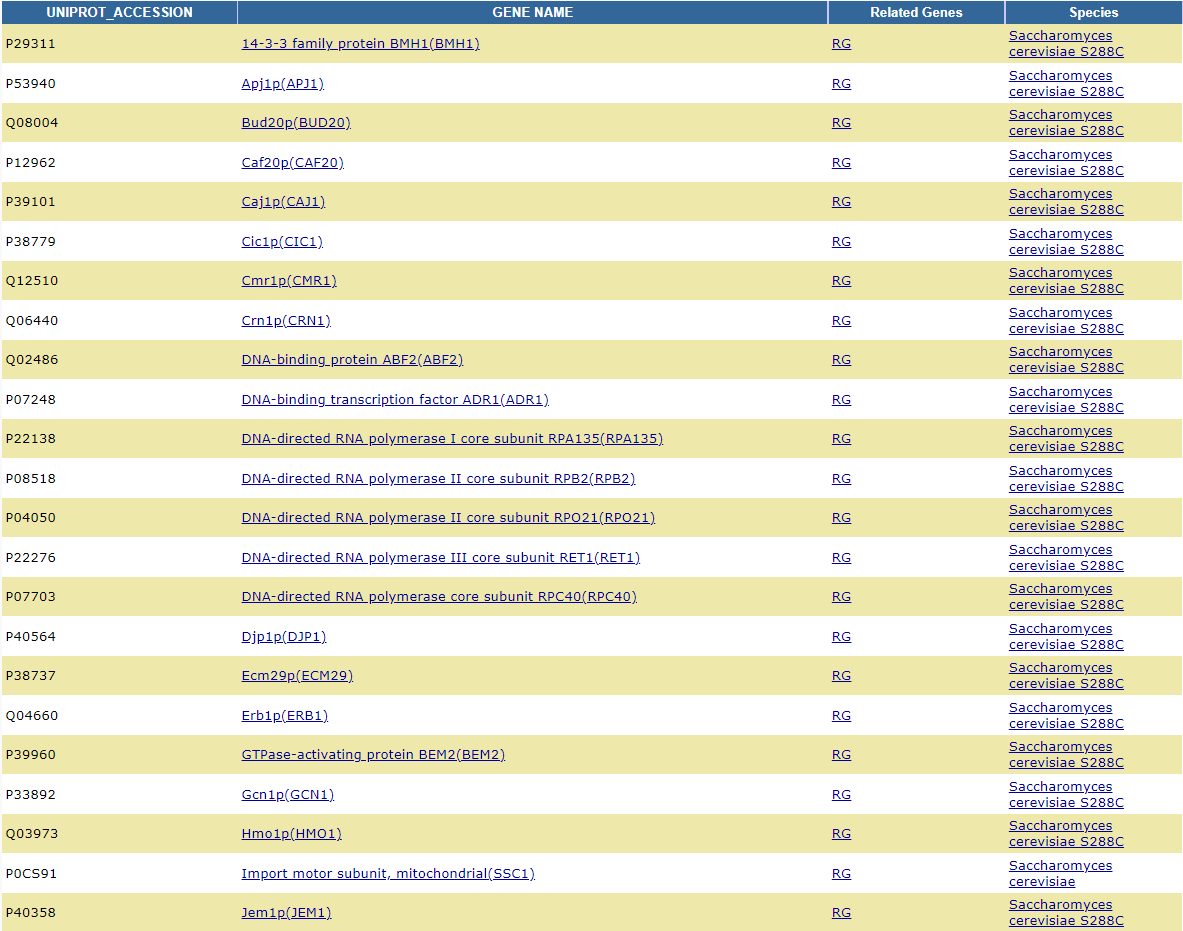 UNIPROT_ACCESSION GENE NAME Related Genes Species
P29311 14-3-3 family protein BMH1(BMH1) RG Saccharomyces
cerevisiae S288C
P53940 Apj1p(APJ1) RG Saccharomyces
cerevisiae S288C
Q08004 Bud20p(BUD20) RG Saccharomyces
cerevisiae S288C
P12962 Caf20p(CAF20) RG Saccharomyces
cerevisiae S288C
P39101 Caj1p(CAJ1) RG Saccharomyces
cerevisiae S288C
P38779 Cic1p(CIC1) RG Saccharomyces
cerevisiae S288C
Q12510 Cmr1p(CMR1) RG Saccharomyces
cerevisiae S288C
Q06440 Crn1p(CRN1) RG Saccharomyces
cerevisiae S288C
Q02486 DNA-binding protein ABF2(ABF2) RG Saccharomyces
cerevisiae S288C
P07248 DNA-binding transcription factor ADR1(ADR1) RG Saccharomyces
cerevisiae S288C
P22138 DNA-directed RNA polymerase I core subunit RPA135(RPA135) RG Saccharomyces
cerevisiae S288C
P08518 DNA-directed RNA polymerase II core subunit RPB2(RPB2) RG Saccharomyces
cerevisiae S288C
P04050 DNA-directed RNA polymerase II core subunit RPO21(RPO21) RG Saccharomyces
cerevisiae S288C
P22276 DNA-directed RNA polymerase III core subunit RET1(RET1) RG Saccharomyces
cerevisiae S288C
P07703 DNA-directed RNA polymerase core subunit RPC40(RPC40) RG Saccharomyces
cerevisiae S288C
P40564 Djp1p(DJP1) RG Saccharomyces
cerevisiae S288C
P38737 Ecm29p(ECM29) RG Saccharomyces
cerevisiae S288C
Q04660 Erb1p(ERB1) RG Saccharomyces
cerevisiae S288C
P39960 GTPase-activating protein BEM2(BEM2) RG Saccharomyces
cerevisiae S288C
P33892 Gcn1p(GCN1) RG Saccharomyces
cerevisiae S288C
Q03973 Hmo1p(HMO1) RG Saccharomyces
cerevisiae S288C
P0CS91 Import motor subunit, mitochondrial(SSC1) RG Saccharomyces
cerevisiae
P40358 Jem1p(JEM1) RG Saccharomyces
cerevisiae S288C